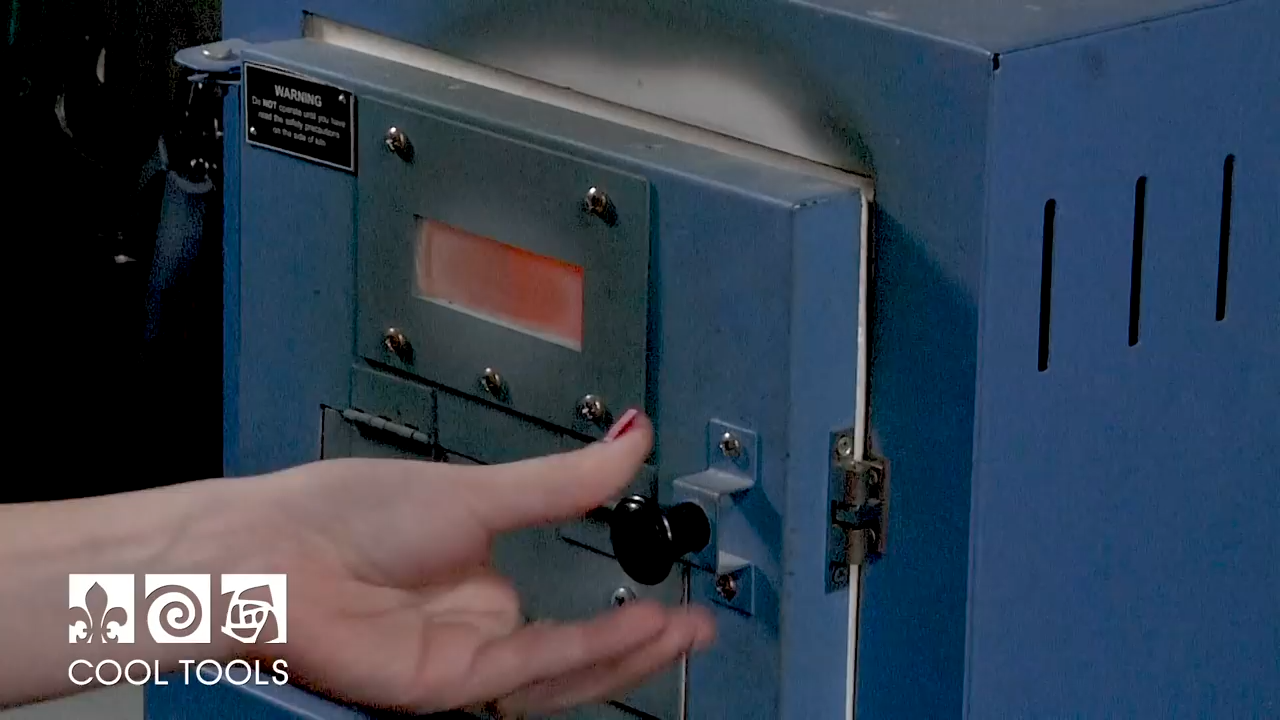 WARNING
Do NOT operate until you have
read the safety precautions
on the side of kiln
COOL TOOLS